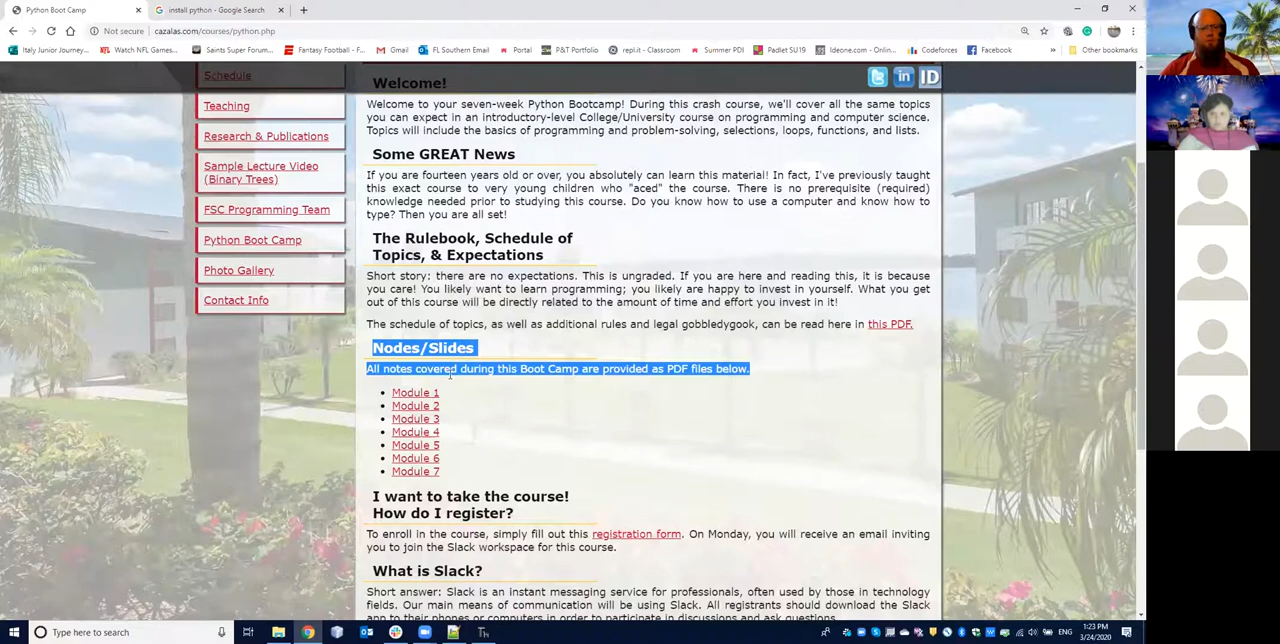 Python Boot Camp
install python - Google Search
Not secure | cazalas.com/courses/python.php
Italy Junior Journey...
Watch NFL Games...
Saints Super Forum...
Fantasy Football - F...
Gmail
FL Southern Email
Portal
P&T Portfolio
repl.it - Classroom
Summer PDI
Padlet SU19
Ideone.com - Onlin...
Codeforces
Facebook
Other bookmarks
Schedule
Teaching
Research & Publications
Sample Lecture Video
(Binary Trees)
FSC Programming Team
Python Boot Camp
Photo Gallery
Contact Info
in
ID
Welcome!
Welcome to your seven-week Python Bootcamp! During this crash course, we'll cover all the same topics
you can expect in an introductory-level College/University course on programming and computer science.
Topics will include the basics of programming and problem-solving, selections, loops, functions, and lists.
Some GREAT News
If you are fourteen years old or over, you absolutely can learn this material! In fact, I've previously taught
this exact course to very young children who "aced" the course. There is no prerequisite (required)
knowledge needed prior to studying this course. Do you know how to use a computer and know how to
type? Then you are all set!
The Rulebook, Schedule of
Topics, & Expectations
Short story: there are no expectations. This is ungraded. If you are here and reading this, it is because
you care! You likely want to learn programming; you likely are happy to invest in yourself. What you get
out of this course will be directly related to the amount of time and effort you invest in it!
The schedule of topics, as well as additional rules and legal gobbledygook, can be read here in this PDF.
Nodes/Slides
All notes covered during this Boot Camp are provided as PDF files below.
Module 1
Module 2
Module 3
Module 4
Module 5
Module 6
Module 7
I want to take the course!
How do I register?
To enroll in the course, simply fill out this registration form. On Monday, you will receive an email inviting
you to join the Slack workspace for this course.
What is Slack?
Short answer: Slack is an instant messaging service for professionals, often used by those in technology
fields. Our main means of communication will be using Slack. All registrants should download the Slack
app to their phones or computers in order to participate in discussions and ask questions.
Type here to search
ENG
1:23 PM
3/24/2020